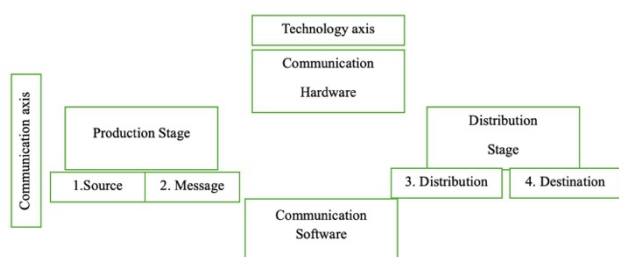 Technology axis
Communication
Hardware
Communication axis
Production Stage
Distribution
Stage
1.Source
2. Message
3. Distribution
4. Destination
Communication
Software